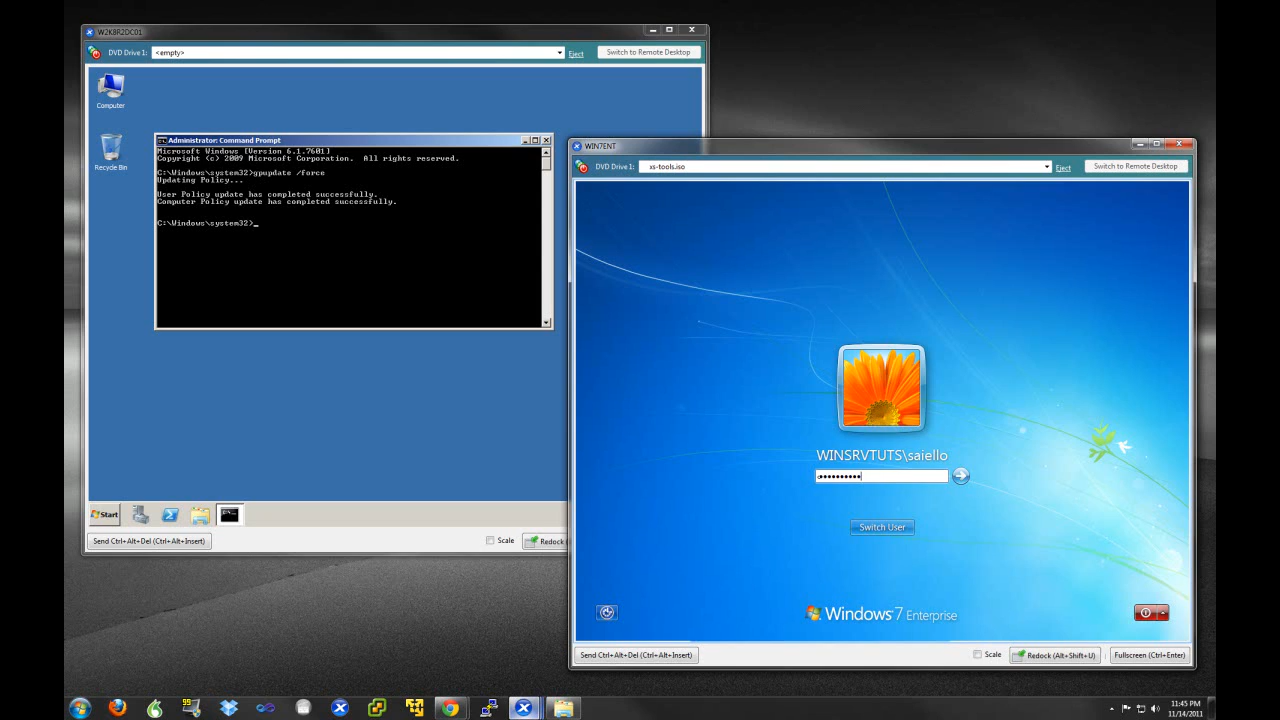 W2K8R2DC01
DVD Drive 1: <empty> Eject Switch to Remote Desktop
Computer
Recycle Bin
Administrator: Command Prompt
Microsoft Windows [Version 6.1.7601]
Copyright (c) 2009 Microsoft Corporation. All rights reserved.
C:\Windows\system32>gpupdate /force
Updating Policy...
User Policy update has completed successfully.
Computer Policy update has completed successfully.
C:\Windows\system32>_
Start
Send Ctrl+Alt+Del (Ctrl+Alt+Insert) Scale Redock
WIN7ENT
DVD Drive 1: xs-tools.iso Eject Switch to Remote Desktop
WINSRVTUTS\saiello
Switch User
Windows 7 Enterprise
Send Ctrl+Alt+Del (Ctrl+Alt+Insert) Scale Redock (Alt+Shift+U) Fullscreen (Ctrl+Enter)
99
11:45 PM
11/14/2011